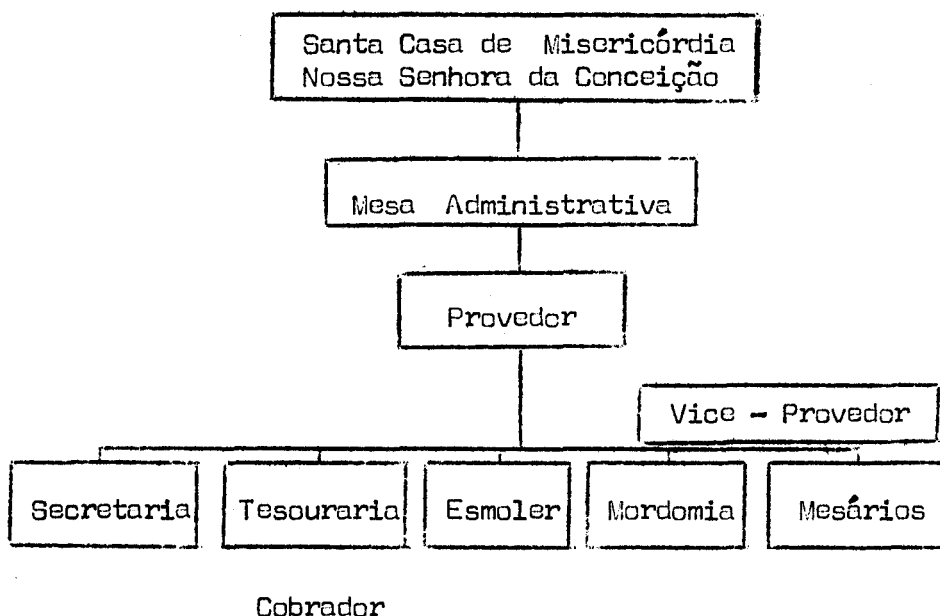 Santa Casa de Misericórdia
Nossa Senhora da Conceição
Mesa Administrativa
Provedor
Vice - Provedor
Secretaria Tesouraria Esmoler Mordomia Mesários
Cobrador